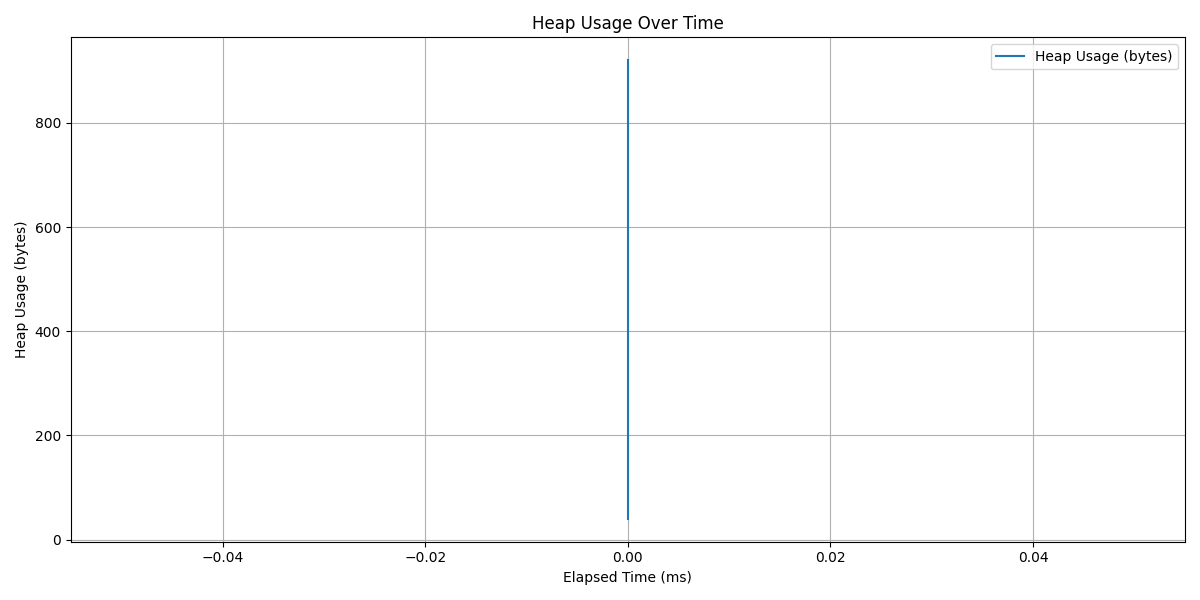 Heap Usage Over Time
Heap Usage (bytes)
800
600
400
200
0
Heap Usage (bytes)
−0.04
−0.02
0.00
0.02
0.04
Elapsed Time (ms)